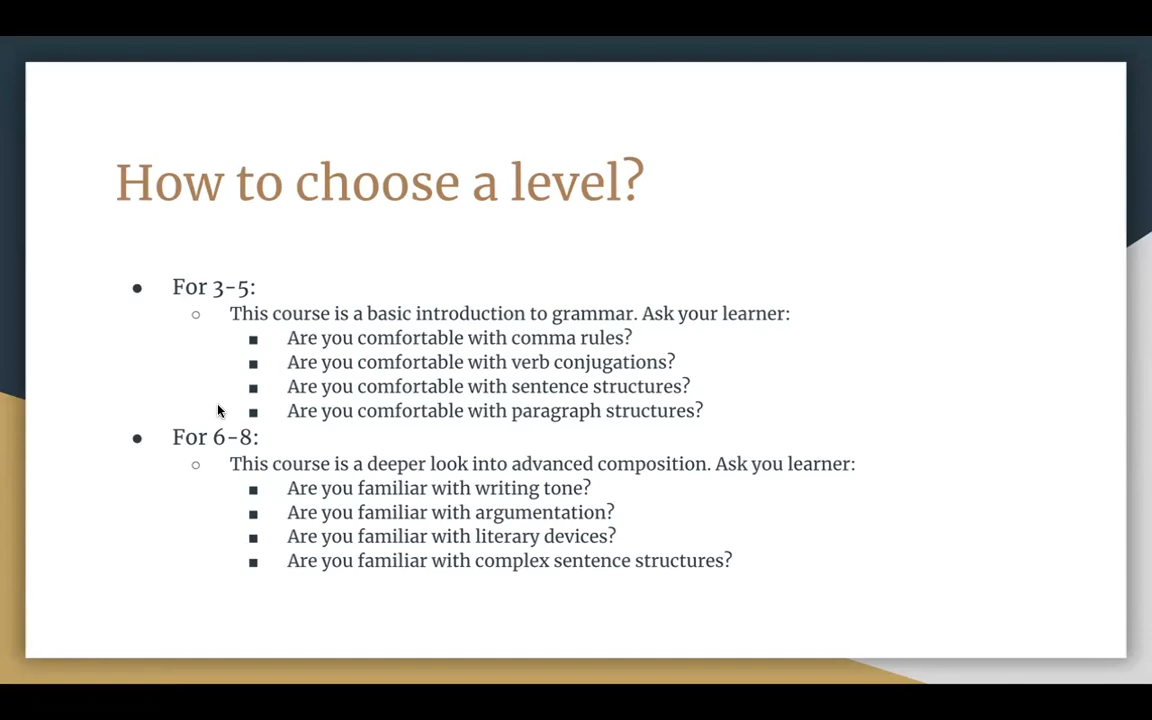 How to choose a level?
● For 3-5:
○ This course is a basic introduction to grammar. Ask your learner:
■ Are you comfortable with comma rules?
■ Are you comfortable with verb conjugations?
■ Are you comfortable with sentence structures?
■ Are you comfortable with paragraph structures?
● For 6-8:
○ This course is a deeper look into advanced composition. Ask you learner:
■ Are you familiar with writing tone?
■ Are you familiar with argumentation?
■ Are you familiar with literary devices?
■ Are you familiar with complex sentence structures?